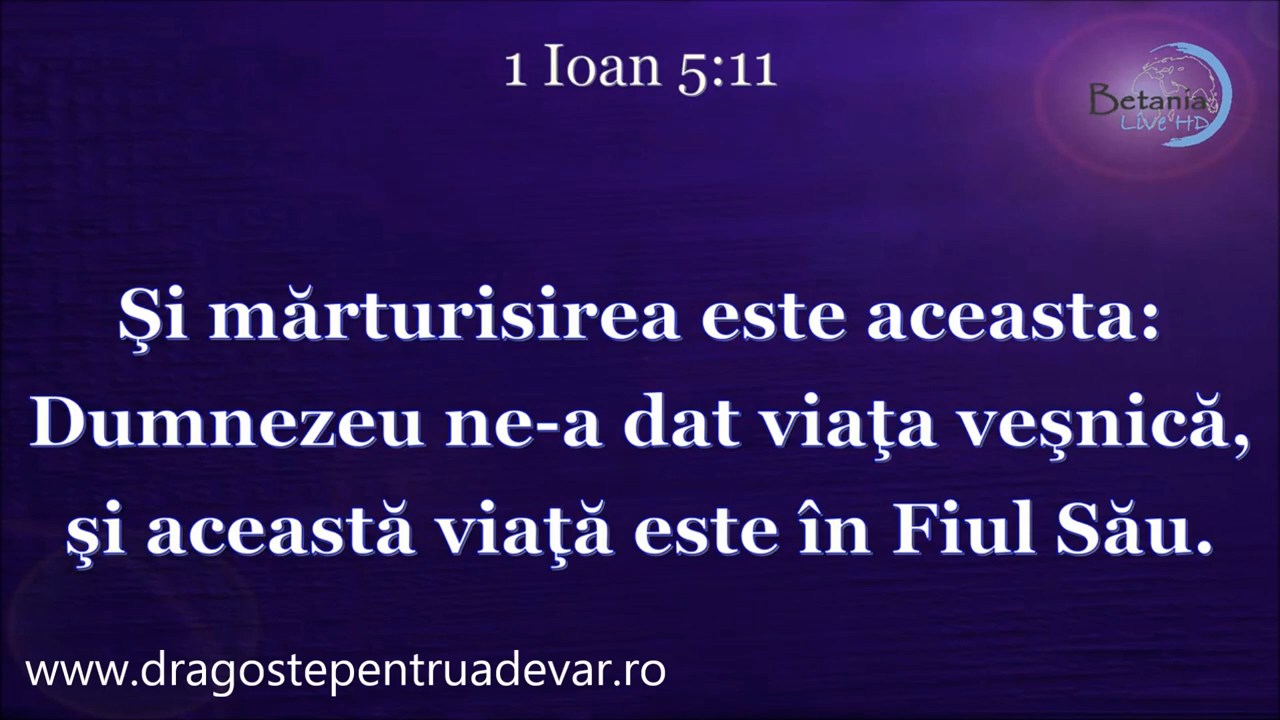 1 Ioan 5:11
Betania
Live HD
Şi mărturisirea este aceasta:
Dumnezeu ne-a dat viaţa veşnică,
şi această viaţă este în Fiul Său.
www.dragostepentruadevar.ro